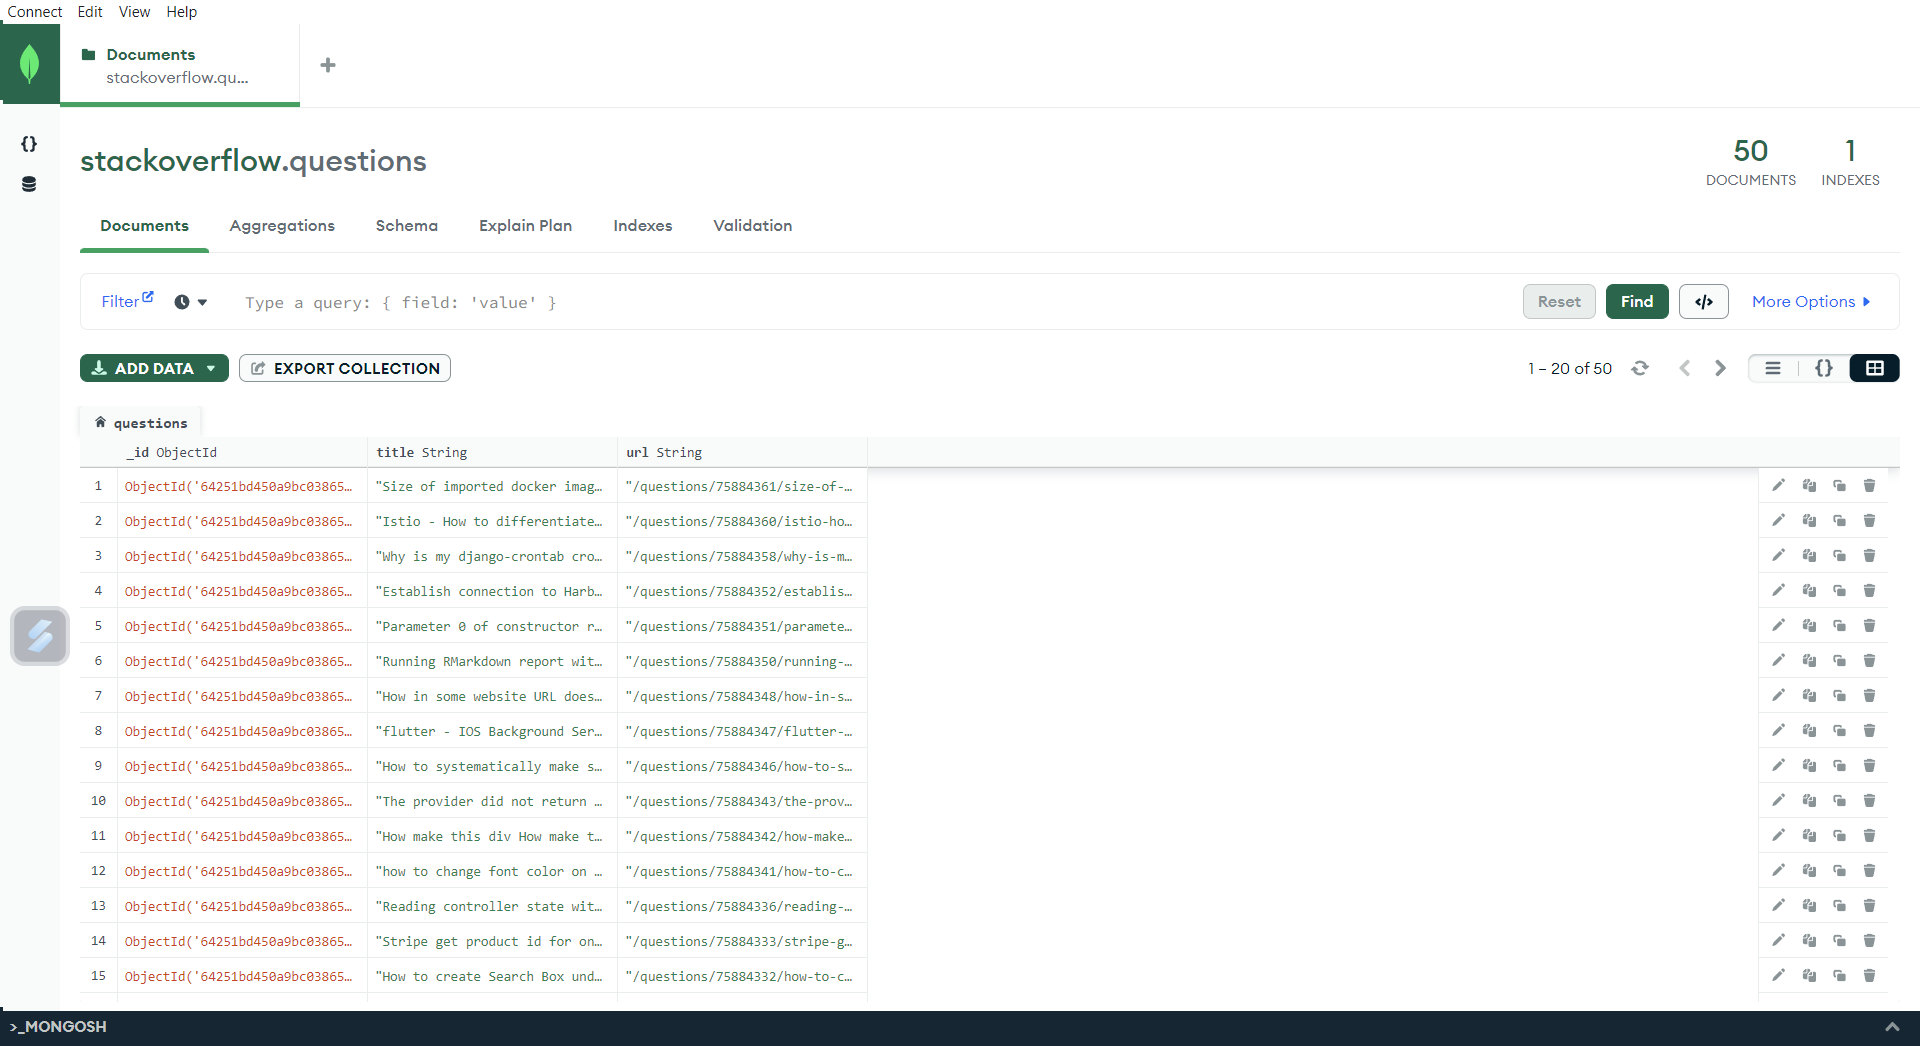 Connect Edit View Help
Documents
stackoverflow.qu...
stackoverflow.questions
50
DOCUMENTS
1
INDEXES
Documents Aggregations Schema Explain Plan Indexes Validation
Filter Type a query: { field: 'value' } Reset Find </> More Options
ADD DATA EXPORT COLLECTION 1 – 20 of 50 {}
questions
_id ObjectId title String url String
1 ObjectId('64251bd450a9bc03865… "Size of imported docker imag… "/questions/75884361/size-of-…
2 ObjectId('64251bd450a9bc03865… "Istio - How to differentiate… "/questions/75884360/istio-ho…
3 ObjectId('64251bd450a9bc03865… "Why is my django-crontab cro… "/questions/75884358/why-is-m…
4 ObjectId('64251bd450a9bc03865… "Establish connection to Harb… "/questions/75884352/establis…
5 ObjectId('64251bd450a9bc03865… "Parameter 0 of constructor r… "/questions/75884351/paramete…
6 ObjectId('64251bd450a9bc03865… "Running RMarkdown report wit… "/questions/75884350/running-…
7 ObjectId('64251bd450a9bc03865… "How in some website URL does… "/questions/75884348/how-in-s…
8 ObjectId('64251bd450a9bc03865… "flutter - IOS Background Ser… "/questions/75884347/flutter-…
9 ObjectId('64251bd450a9bc03865… "How to systematically make s… "/questions/75884346/how-to-s…
10 ObjectId('64251bd450a9bc03865… "The provider did not return … "/questions/75884343/the-prov…
11 ObjectId('64251bd450a9bc03865… "How make this div How make t… "/questions/75884342/how-make…
12 ObjectId('64251bd450a9bc03865… "how to change font color on … "/questions/75884341/how-to-c…
13 ObjectId('64251bd450a9bc03865… "Reading controller state wit… "/questions/75884336/reading-…
14 ObjectId('64251bd450a9bc03865… "Stripe get product id for on… "/questions/75884333/stripe-g…
15 ObjectId('64251bd450a9bc03865… "How to create Search Box und… "/questions/75884332/how-to-c…
>_MONGOSH